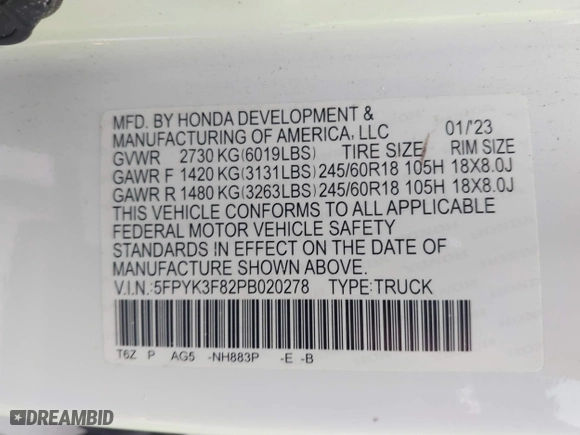 MFD. BY HONDA DEVELOPMENT &
MANUFACTURING OF AMERICA, LLC 01/'23
GVWR 2730 KG(6019LBS) TIRE SIZE RIM SIZE
GAWR F 1420 KG(3131LBS)245/60R18 105H 18X8.0J
GAWR R 1480 KG(3263LBS)245/60R18 105H 18X8.0J
THIS VEHICLE CONFORMS TO ALL APPLICABLE
FEDERAL MOTOR VEHICLE SAFETY
STANDARDS IN EFFECT ON THE DATE OF
MANUFACTURE SHOWN ABOVE.
V.I.N.:5FPYK3F82PB020278 TYPE:TRUCK
T6Z P AG5 -NH883P -E -B
DREAMBID